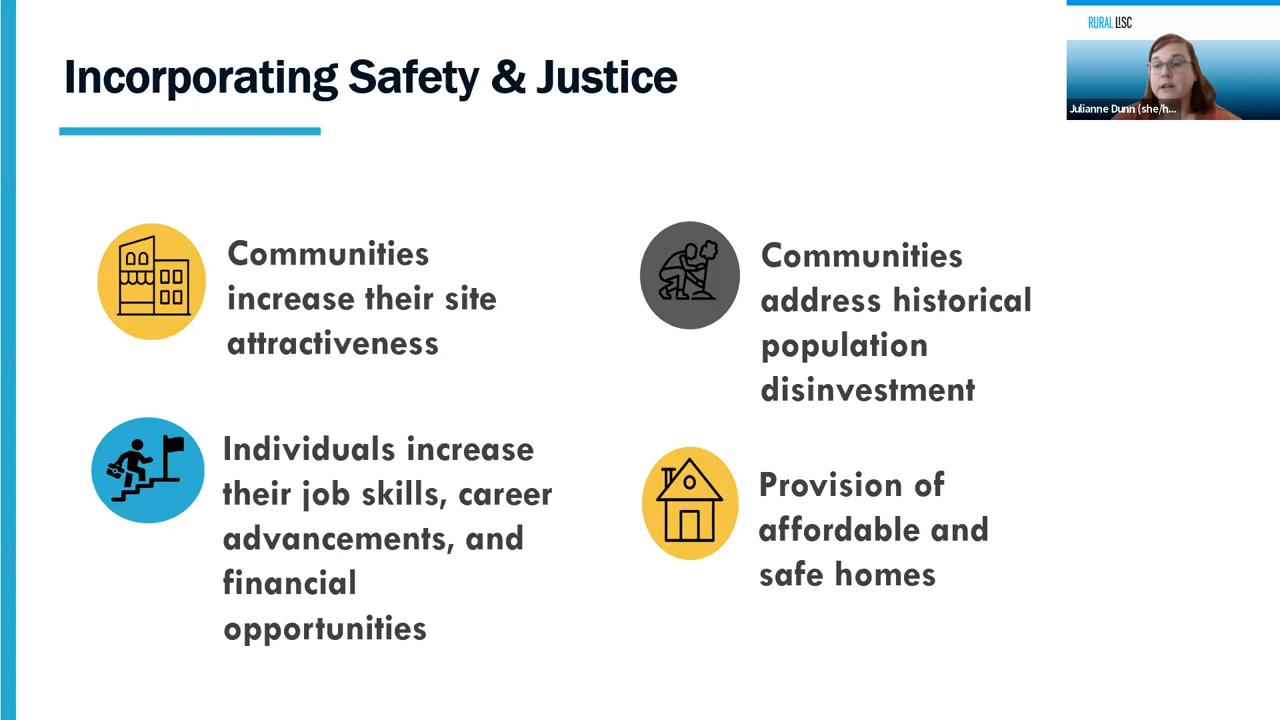 Incorporating Safety & Justice
RURAL LISC
Julianne Dunn (she/h...
Communities
increase their site
attractiveness
Communities
address historical
population
disinvestment
Individuals increase
their job skills, career
advancements, and
financial
opportunities
Provision of
affordable and
safe homes